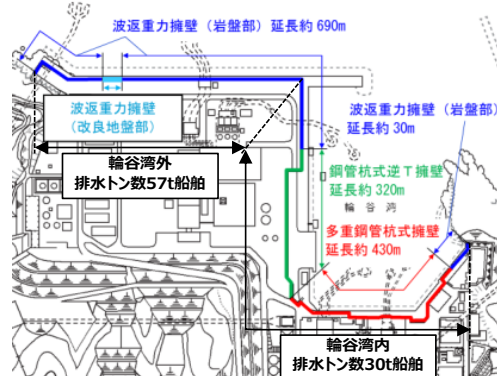 波返重力擁壁（岩盤部）延長約 690m
波返重力擁壁
（改良地盤部）
波返重力擁壁（岩盤部）
延長約 30m
輪谷湾外
排水トン数57t船舶
鋼管杭式逆Ｔ擁壁
延長約 320m
輪 谷 湾
多重鋼管杭式擁壁
延長約 430m
輪谷湾内
排水トン数30t船舶